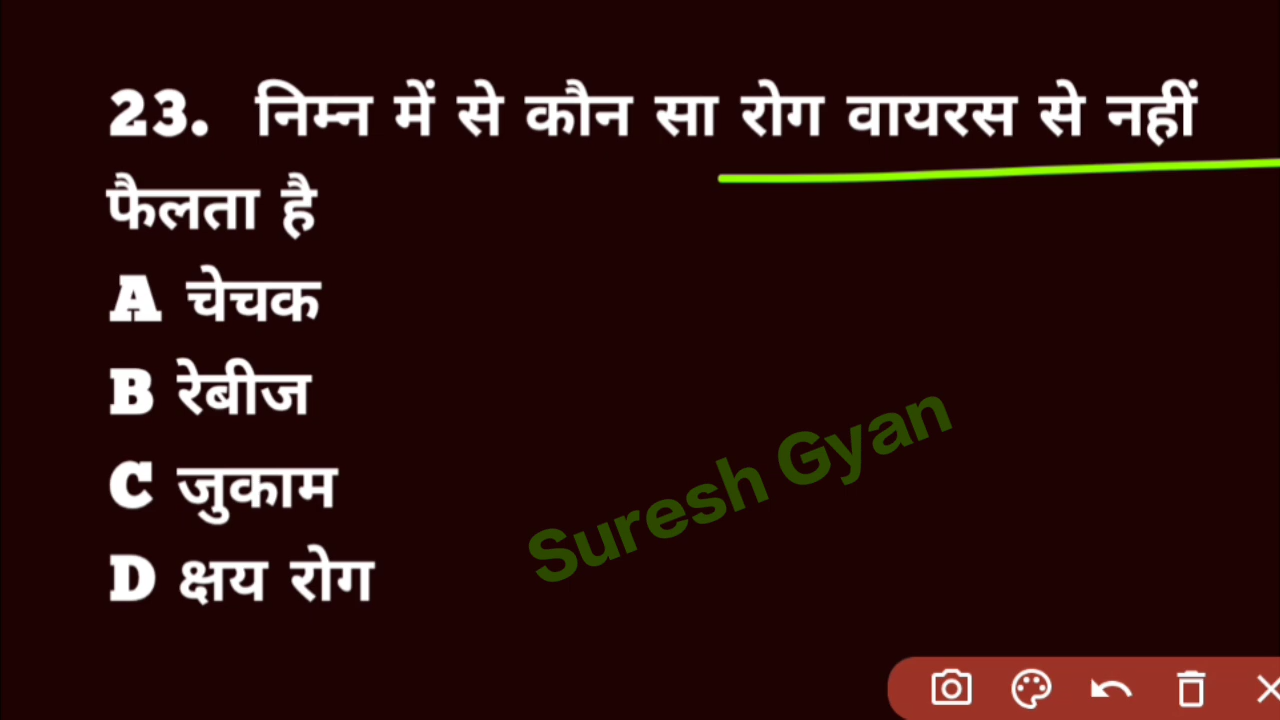 23. निम्न में से कौन सा रोग वायरस से नहीं
फैलता है
A चेचक
B रेबीज
C जुकाम
D क्षय रोग
Suresh Gyan